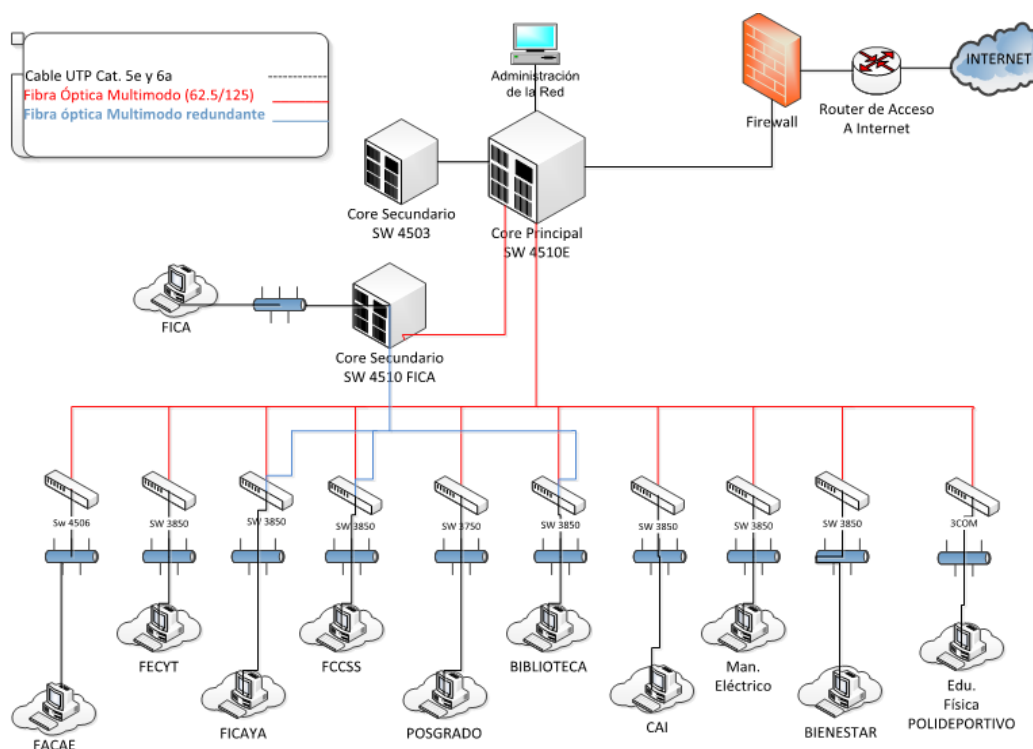 Cable UTP Cat. 5e y 6a
Fibra Óptica Multimodo (62.5/125)
Fibra óptica Multimodo redundante
Administración
de la Red
Firewall
Router de Acceso
A Internet
INTERNET
Core Secundario
SW 4503
Core Principal
SW 4510E
FICA
Core Secundario
SW 4510 FICA
Sw 4506
SW 3850
SW 3850
SW 3850
SW 3750
SW 3850
SW 3850
SW 3850
SW 3850
3COM
FACAE
FECYT
FICAYA
FCCSS
POSGRADO
BIBLIOTECA
CAI
Man.
Eléctrico
BIENESTAR
Edu.
Física
POLIDEPORTIVO